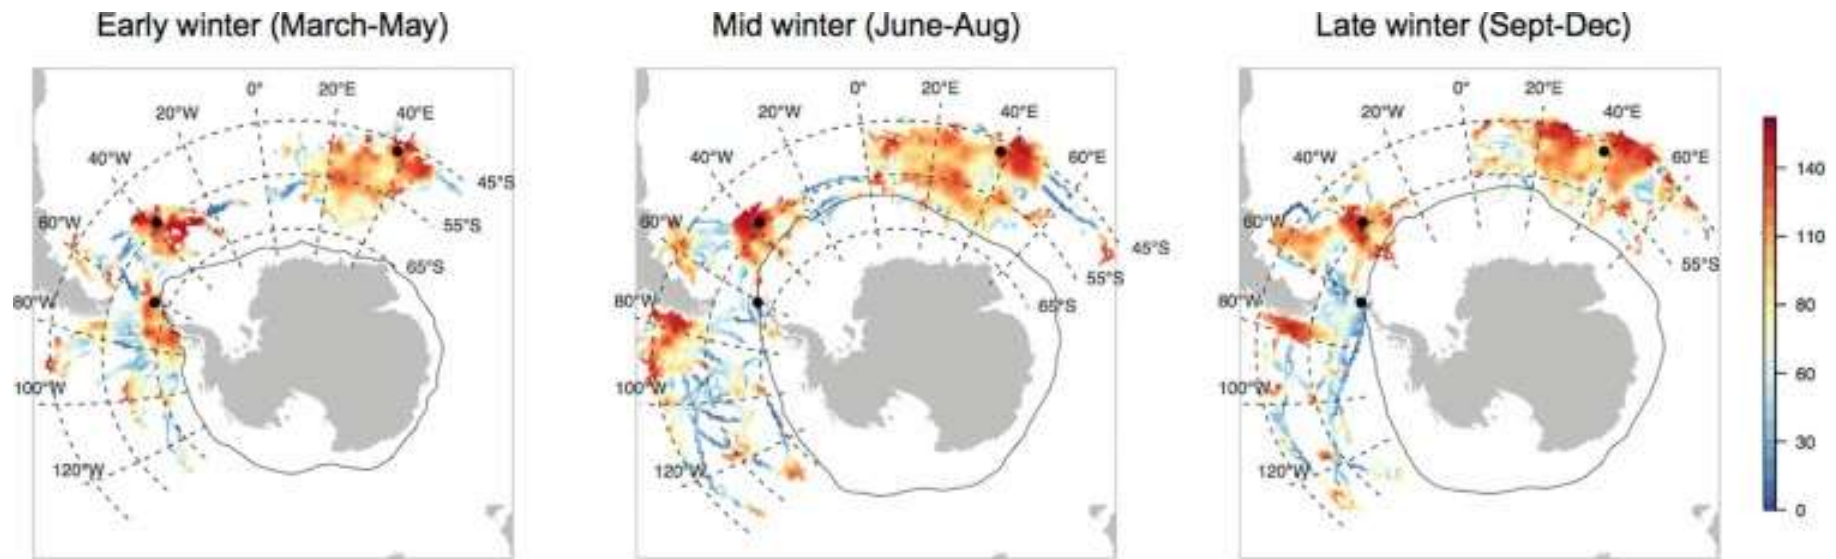 Early winter (March-May)
Mid winter (June-Aug)
Late winter (Sept-Dec)
0°
20°E
20°W
40°E
40°W
45°S
60°W
55°S
65°S
80°W
100°W
120°W
0°
20°E
20°W
40°E
40°W
60°E
60°W
45°S
55°S
80°W
65°S
100°W
120°W
0°
20°E
20°W
40°E
40°W
60°E
60°W
55°S
80°W
100°W
120°W
140
110
80
60
30
0